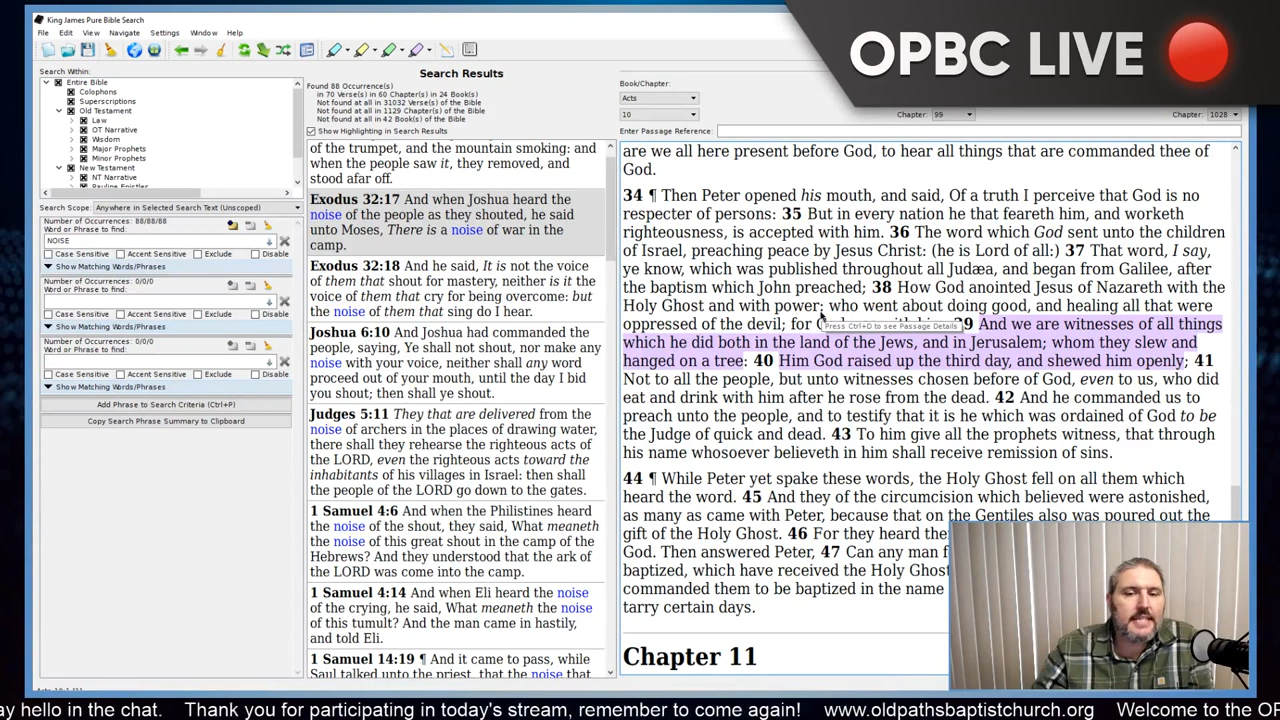 King James Pure Bible Search
File Edit View Navigate Settings Window Help
OPBC LIVE
Search Within:
Entire Bible
Colophons
Superscriptions
Old Testament
Law
OT Narrative
Wisdom
Major Prophets
Minor Prophets
New Testament
NT Narrative
Pauline Epistles
Search Scope: Anywhere in Selected Search Text (Unscoped)
Number of Occurrences: 88/88/88
Word or Phrase to find:
NOISE
Case Sensitive Accent Sensitive Exclude Disable
Show Matching Words/Phrases
Number of Occurrences: 0/0/0
Word or Phrase to find:
Case Sensitive Accent Sensitive Exclude Disable
Show Matching Words/Phrases
Number of Occurrences: 0/0/0
Word or Phrase to find:
Case Sensitive Accent Sensitive Exclude Disable
Show Matching Words/Phrases
Add Phrase to Search Criteria (Ctrl+P)
Copy Search Phrase Summary to Clipboard
Search Results
Found 88 Occurrence(s)
in 70 Verse(s) in 60 Chapter(s) in 24 Book(s)
Not found at all in 31032 Verse(s) of the Bible
Not found at all in 1129 Chapter(s) of the Bible
Not found at all in 42 Book(s) of the Bible
Show Highlighting in Search Results
of the trumpet, and the mountain smoking: and
when the people saw it, they removed, and
stood afar off.
Exodus 32:17 And when Joshua heard the
noise of the people as they shouted, he said
unto Moses, There is a noise of war in the
camp.
Exodus 32:18 And he said, It is not the voice
of them that shout for mastery, neither is it the
voice of them that cry for being overcome: but
the noise of them that sing do I hear.
Joshua 6:10 And Joshua had commanded the
people, saying, Ye shall not shout, nor make any
noise with your voice, neither shall any word
proceed out of your mouth, until the day I bid
you shout; then shall ye shout.
Judges 5:11 They that are delivered from the
noise of archers in the places of drawing water,
there shall they rehearse the righteous acts of
the LORD, even the righteous acts toward the
inhabitants of his villages in Israel: then shall
the people of the LORD go down to the gates.
1 Samuel 4:6 And when the Philistines heard
the noise of the shout, they said, What meaneth
the noise of this great shout in the camp of the
Hebrews? And they understood that the ark of
the LORD was come into the camp.
1 Samuel 4:14 And when Eli heard the noise
of the crying, he said, What meaneth the noise
of this tumult? And the man came in hastily,
and told Eli.
1 Samuel 14:19 ¶ And it came to pass, while
Saul talked unto the priest, that the noise that
Book/Chapter:
Acts
10 Chapter: 99 Chapter: 1028
Enter Passage Reference:
are we all here present before God, to hear all things that are commanded thee of
God.
34 ¶ Then Peter opened his mouth, and said, Of a truth I perceive that God is no
respecter of persons: 35 But in every nation he that feareth him, and worketh
righteousness, is accepted with him. 36 The word which God sent unto the children
of Israel, preaching peace by Jesus Christ: (he is Lord of all:) 37 That word, I say,
ye know, which was published throughout all Judæa, and began from Galilee, after
the baptism which John preached; 38 How God anointed Jesus of Nazareth with the
Holy Ghost and with power: who went about doing good, and healing all that were
oppressed of the devil; for 39 And we are witnesses of all things
Press Ctrl+D to see Passage Details
which he did both in the land of the Jews, and in Jerusalem; whom they slew and
hanged on a tree: 40 Him God raised up the third day, and shewed him openly; 41
Not to all the people, but unto witnesses chosen before of God, even to us, who did
eat and drink with him after he rose from the dead. 42 And he commanded us to
preach unto the people, and to testify that it is he which was ordained of God to be
the Judge of quick and dead. 43 To him give all the prophets witness, that through
his name whosoever believeth in him shall receive remission of sins.
44 ¶ While Peter yet spake these words, the Holy Ghost fell on all them which
heard the word. 45 And they of the circumcision which believed were astonished,
as many as came with Peter, because that on the Gentiles also was poured out the
gift of the Holy Ghost. 46 For they heard the
God. Then answered Peter, 47 Can any man f
baptized, which have received the Holy Ghost
commanded them to be baptized in the name
tarry certain days.
Chapter 11
ay hello in the chat. Thank you for participating in today's stream, remember to come again! www.oldpathsbaptistchurch.org Welcome to the OP